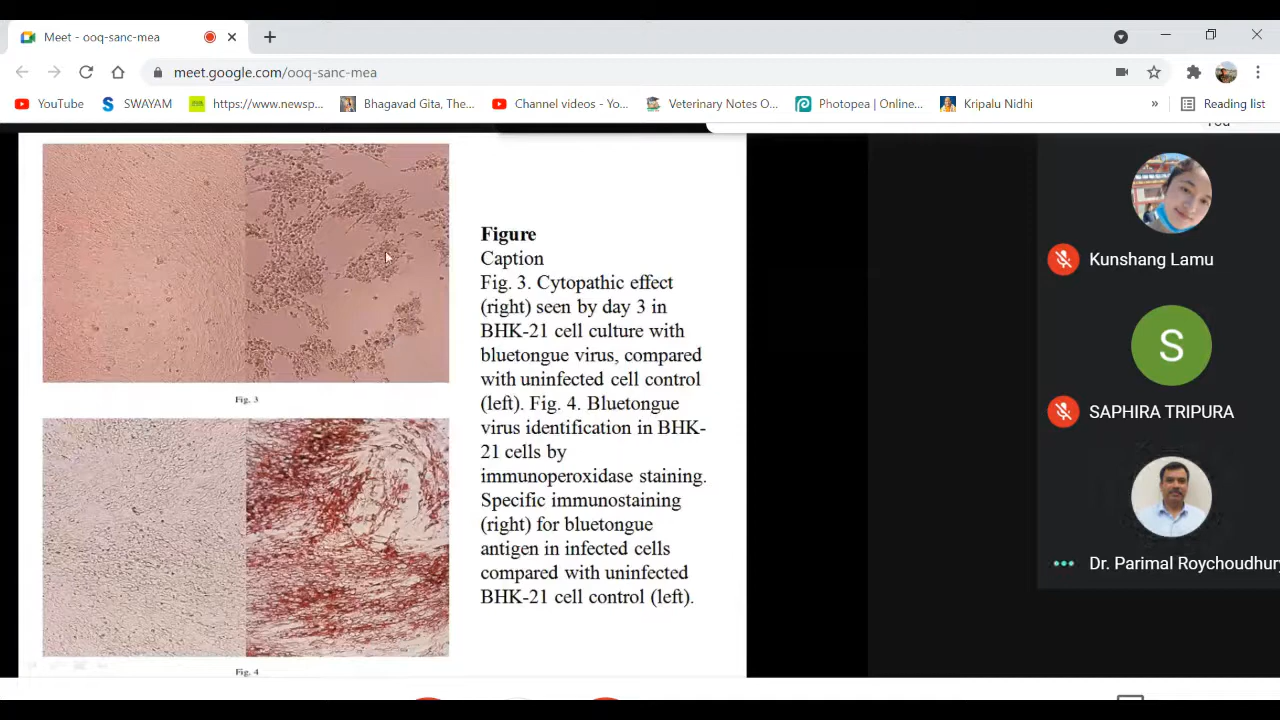 Meet - ooq-sanc-mea
meet.google.com/ooq-sanc-mea
YouTube
SWAYAM
https://www.newsp...
Bhagavad Gita, The...
Channel videos - Yo...
Veterinary Notes O...
Photopea | Online...
Kripalu Nidhi
»
Reading list
Figure
Caption
Fig. 3. Cytopathic effect
(right) seen by day 3 in
BHK-21 cell culture with
bluetongue virus, compared
with uninfected cell control
(left). Fig. 4. Bluetongue
virus identification in BHK-
21 cells by
immunoperoxidase staining.
Specific immunostaining
(right) for bluetongue
antigen in infected cells
compared with uninfected
BHK-21 cell control (left).
Fig. 3
Fig. 4
Kunshang Lamu
S
SAPHIRA TRIPURA
Dr. Parimal Roychoudhury